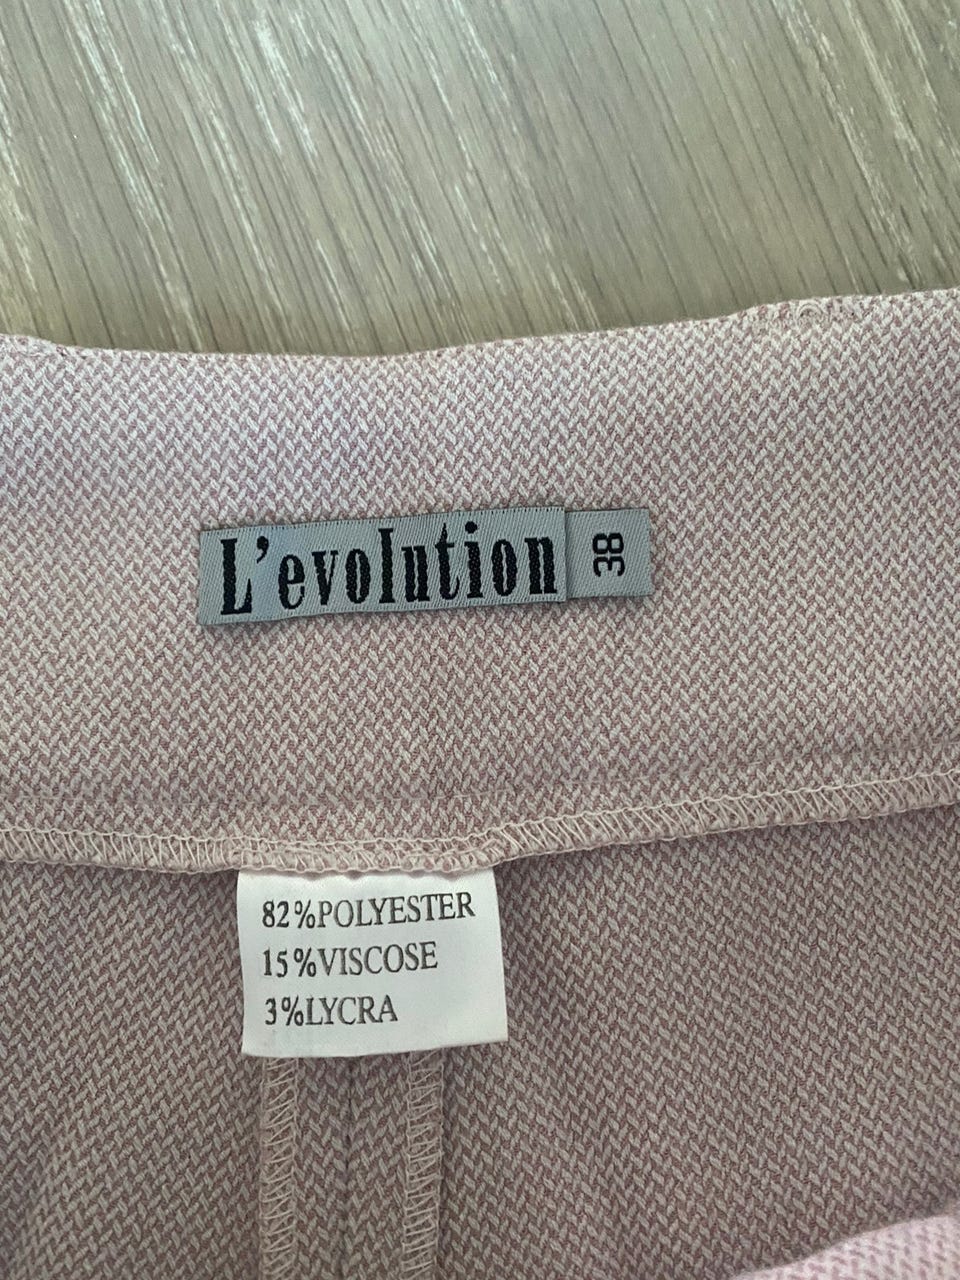 L'evolution
38
82%POLYESTER
15%VISCOSE
3%LYCRA